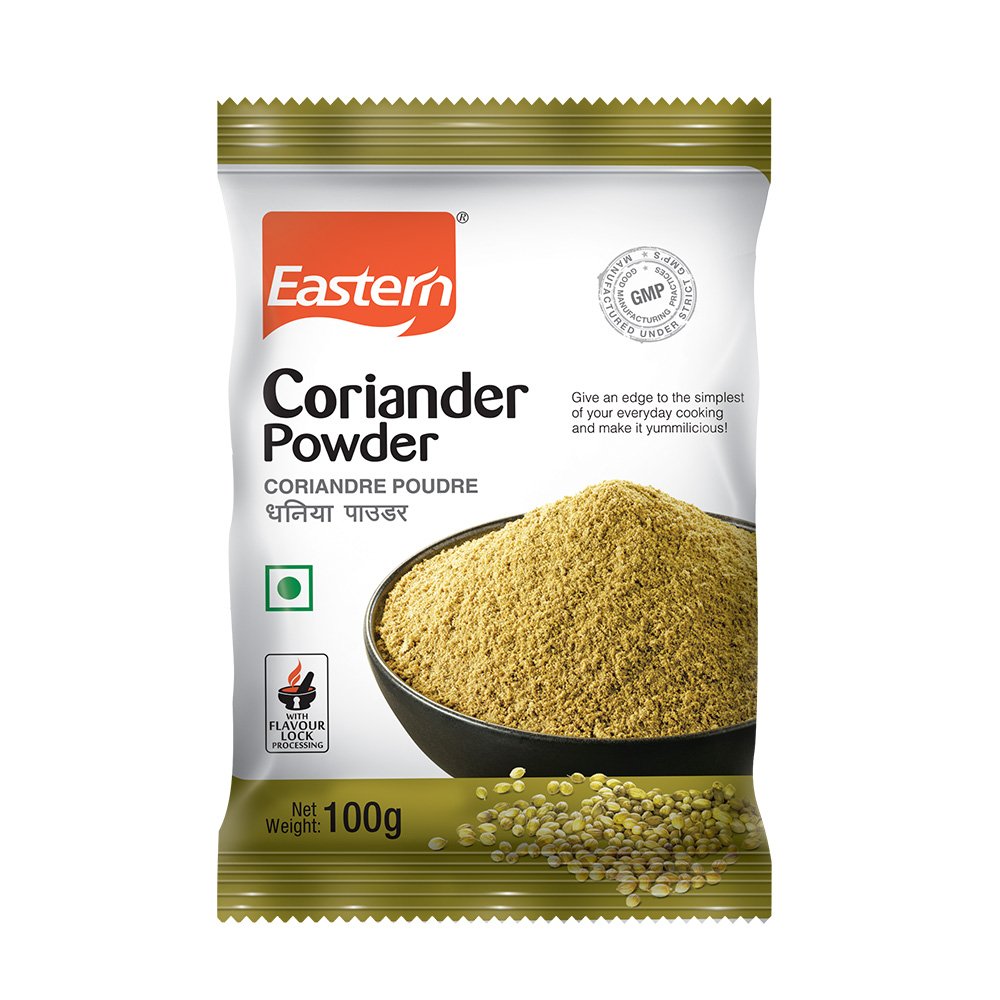 Eastern®
Coriander
Powder
CORIANDRE POUDRE
धनिया पाउडर
MANUFACTURED UNDER STRICT GMP'S
GOOD MANUFACTURING PRACTICES
GMP
Give an edge to the simplest
of your everyday cooking
and make it yummilicious!
WITH
FLAVOUR
LOCK
PROCESSING
Net
Weight: 100g